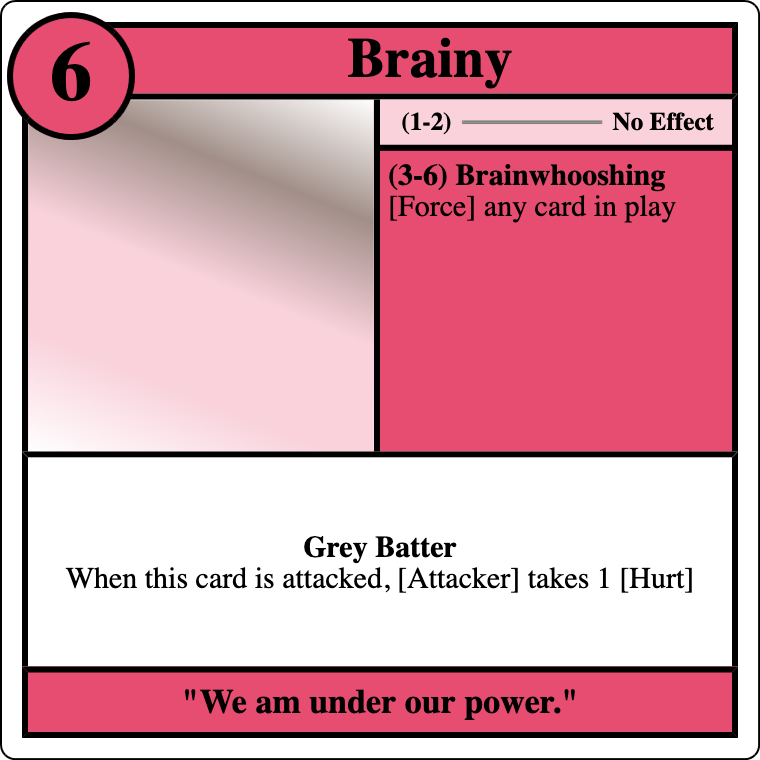 6
Brainy
(1-2) No Effect
(3-6) Brainwhooshing
[Force] any card in play
Grey Batter
When this card is attacked, [Attacker] takes 1 [Hurt]
"We am under our power."